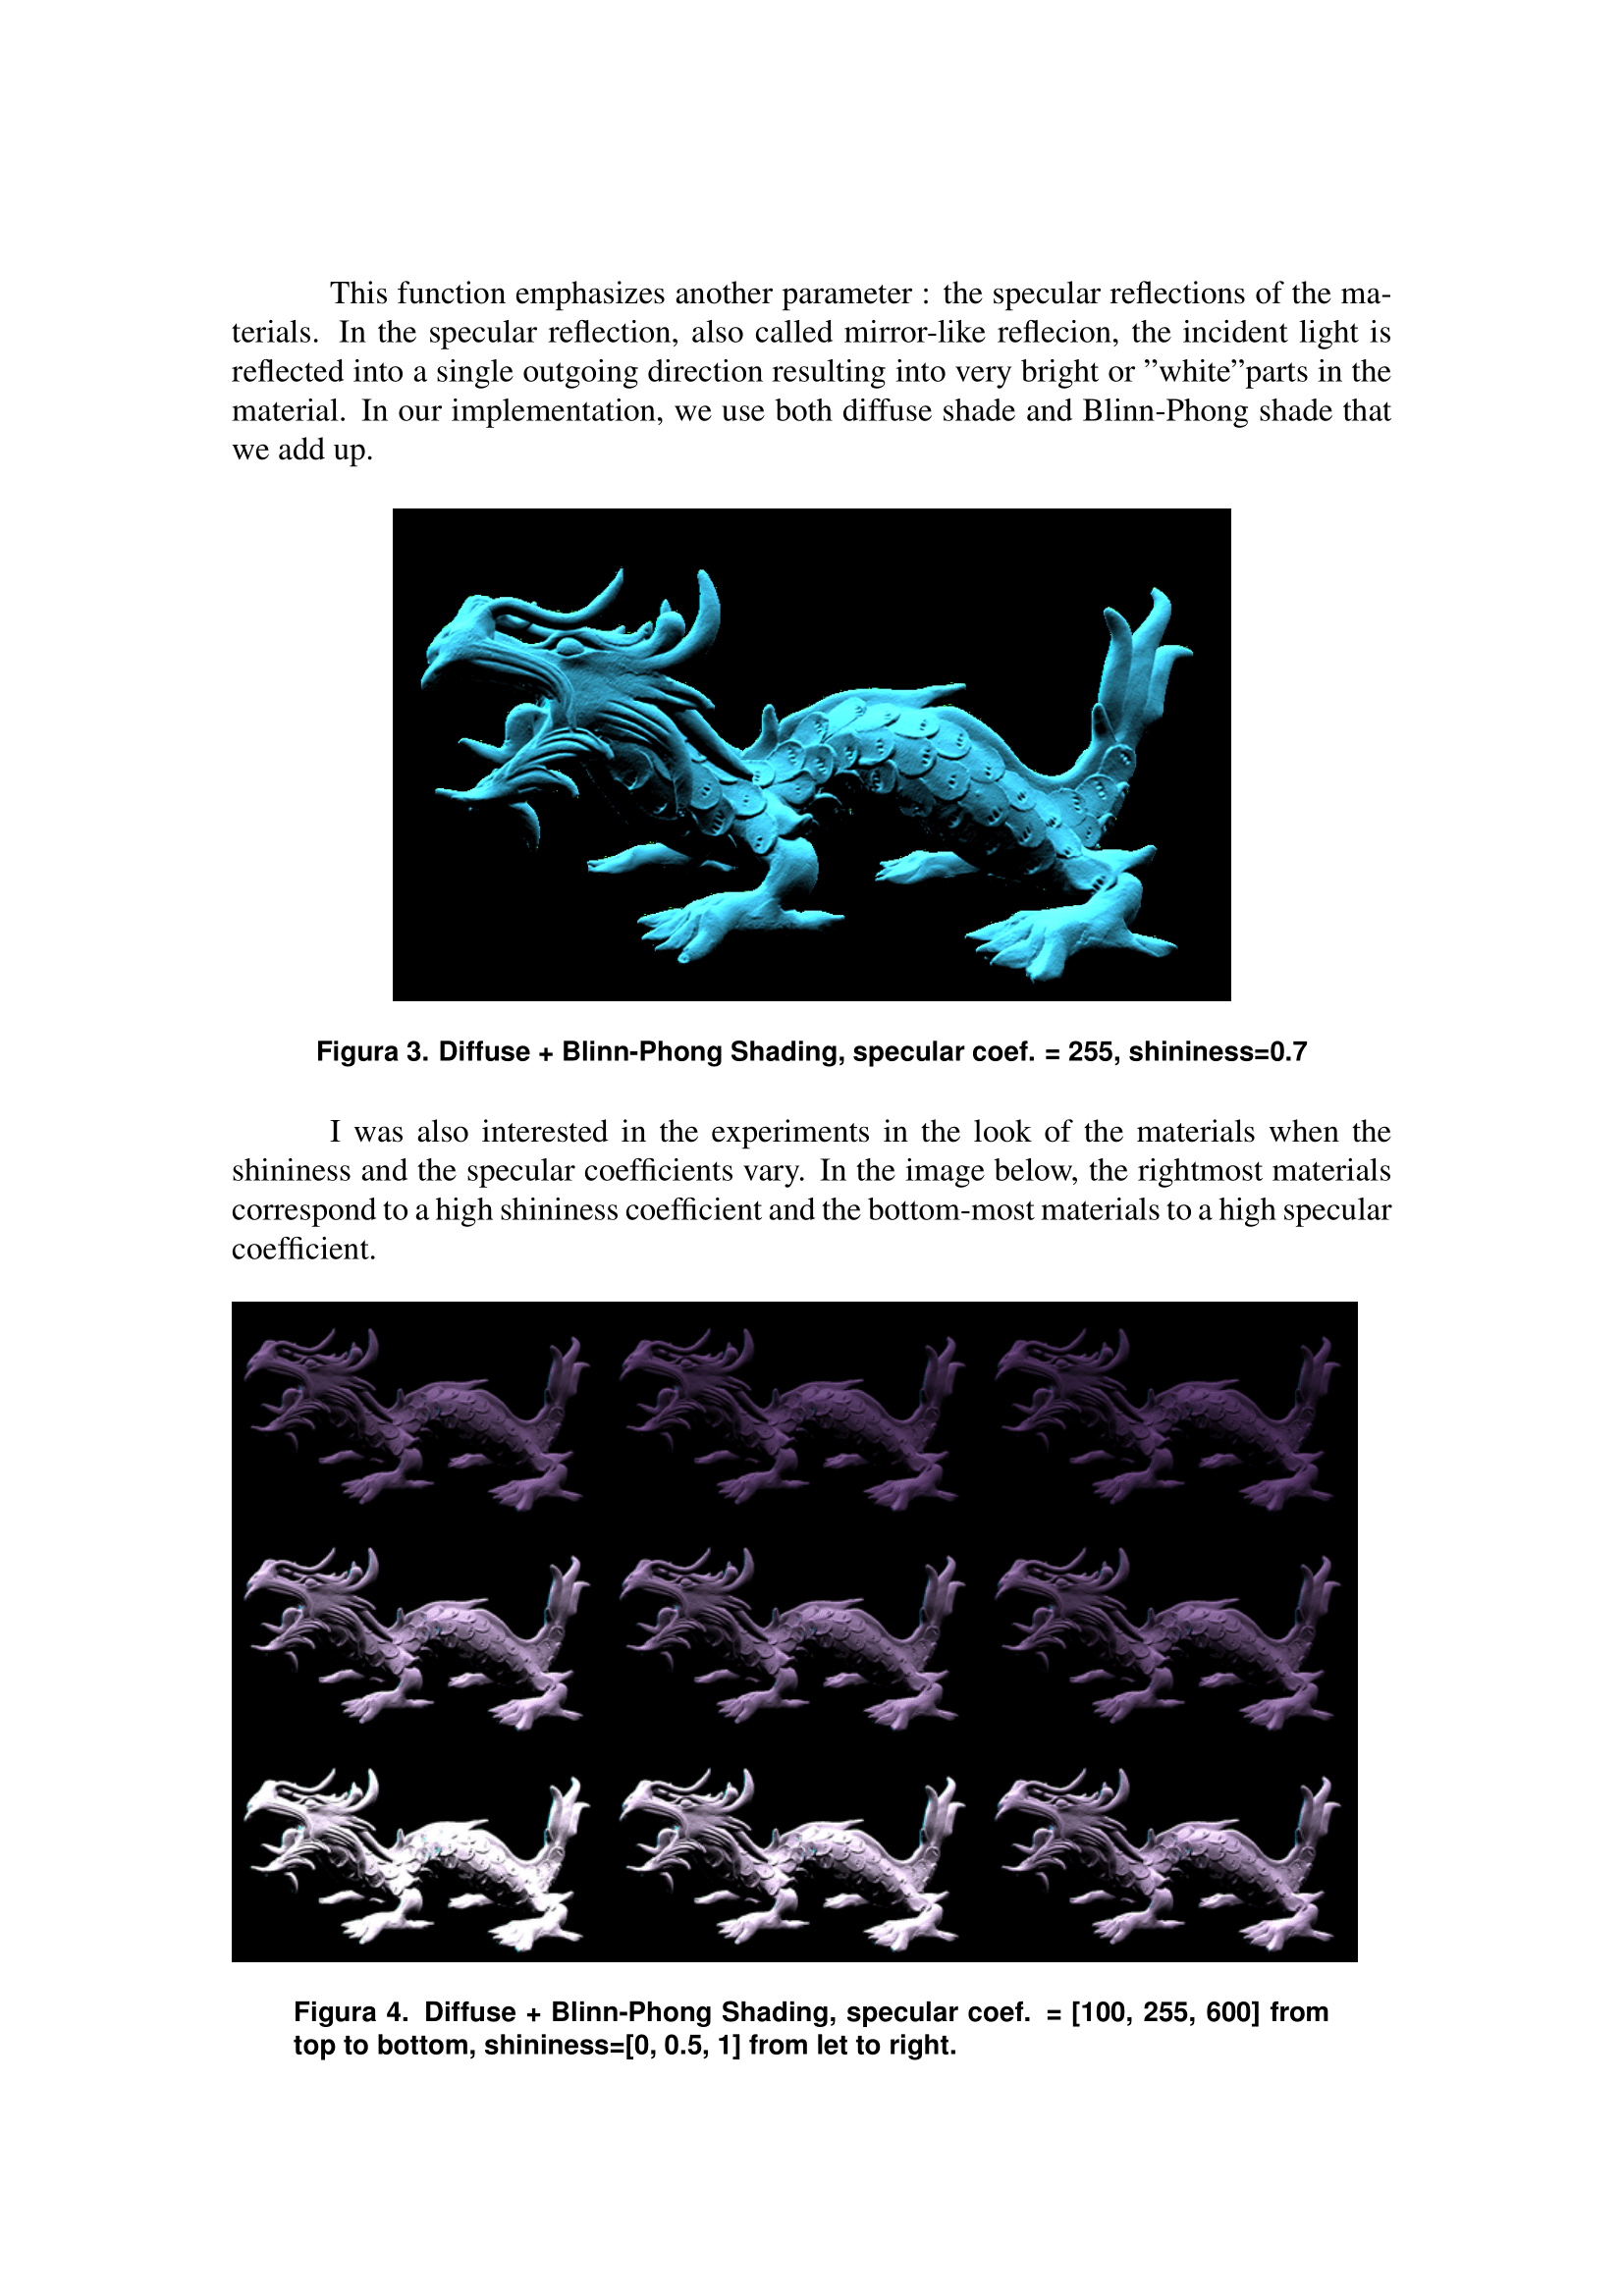 This function emphasizes another parameter : the specular reflections of the ma-
terials. In the specular reflection, also called mirror-like reflecion, the incident light is
reflected into a single outgoing direction resulting into very bright or ”white”parts in the
material. In our implementation, we use both diffuse shade and Blinn-Phong shade that
we add up.
Figura 3. Diffuse + Blinn-Phong Shading, specular coef. = 255, shininess=0.7
I was also interested in the experiments in the look of the materials when the
shininess and the specular coefficients vary. In the image below, the rightmost materials
correspond to a high shininess coefficient and the bottom-most materials to a high specular
coefficient.
Figura 4. Diffuse + Blinn-Phong Shading, specular coef. = [100, 255, 600] from
top to bottom, shininess=[0, 0.5, 1] from let to right.